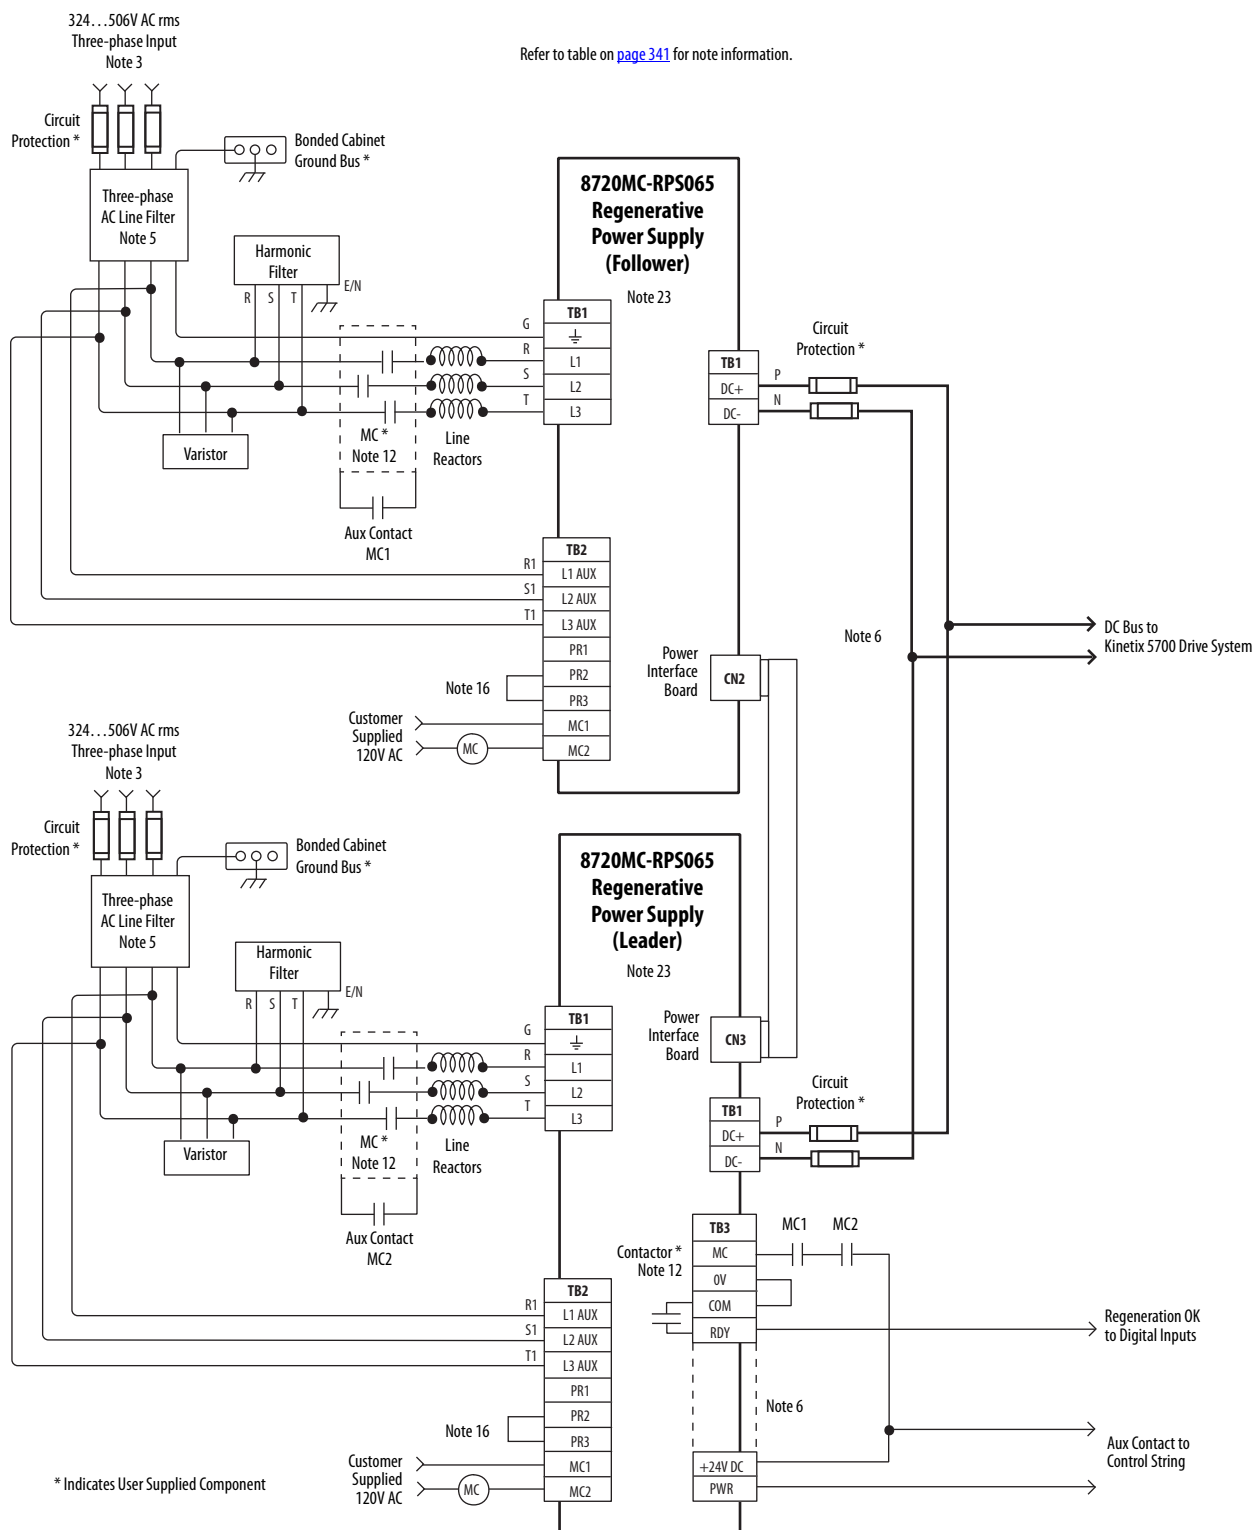 324...506V AC rms
Three-phase Input
Note 3
Refer to table on page 341 for note information.
Circuit
Protection *
Bonded Cabinet
Ground Bus *
Three-phase
AC Line Filter
Note 5
Harmonic
Filter
R S T
E/N
8720MC-RPS065
Regenerative
Power Supply
(Follower)
Note 23
G
R
S
T
TB1
L1
L2
L3
MC *
Note 12
Line
Reactors
Varistor
Aux Contact
MC1
TB1
DC+
DC-
P
N
Circuit
Protection *
R1
S1
T1
TB2
L1 AUX
L2 AUX
L3 AUX
PR1
PR2
PR3
MC1
MC2
Note 16
Customer
Supplied
120V AC
MC
Power
Interface
Board
CN2
Note 6
DC Bus to
Kinetix 5700 Drive System
324...506V AC rms
Three-phase Input
Note 3
Circuit
Protection *
Bonded Cabinet
Ground Bus *
Three-phase
AC Line Filter
Note 5
Harmonic
Filter
R S T
E/N
8720MC-RPS065
Regenerative
Power Supply
(Leader)
Note 23
G
R
S
T
TB1
L1
L2
L3
MC *
Note 12
Line
Reactors
Varistor
Aux Contact
MC2
Power
Interface
Board
CN3
TB1
DC+
DC-
P
N
Circuit
Protection *
Contactor *
Note 12
TB3
MC
0V
COM
RDY
MC1 MC2
Regeneration OK
to Digital Inputs
Note 6
+24V DC
PWR
Aux Contact to
Control String
R1
S1
T1
TB2
L1 AUX
L2 AUX
L3 AUX
PR1
PR2
PR3
MC1
MC2
Note 16
Customer
Supplied
120V AC
MC
* Indicates User Supplied Component